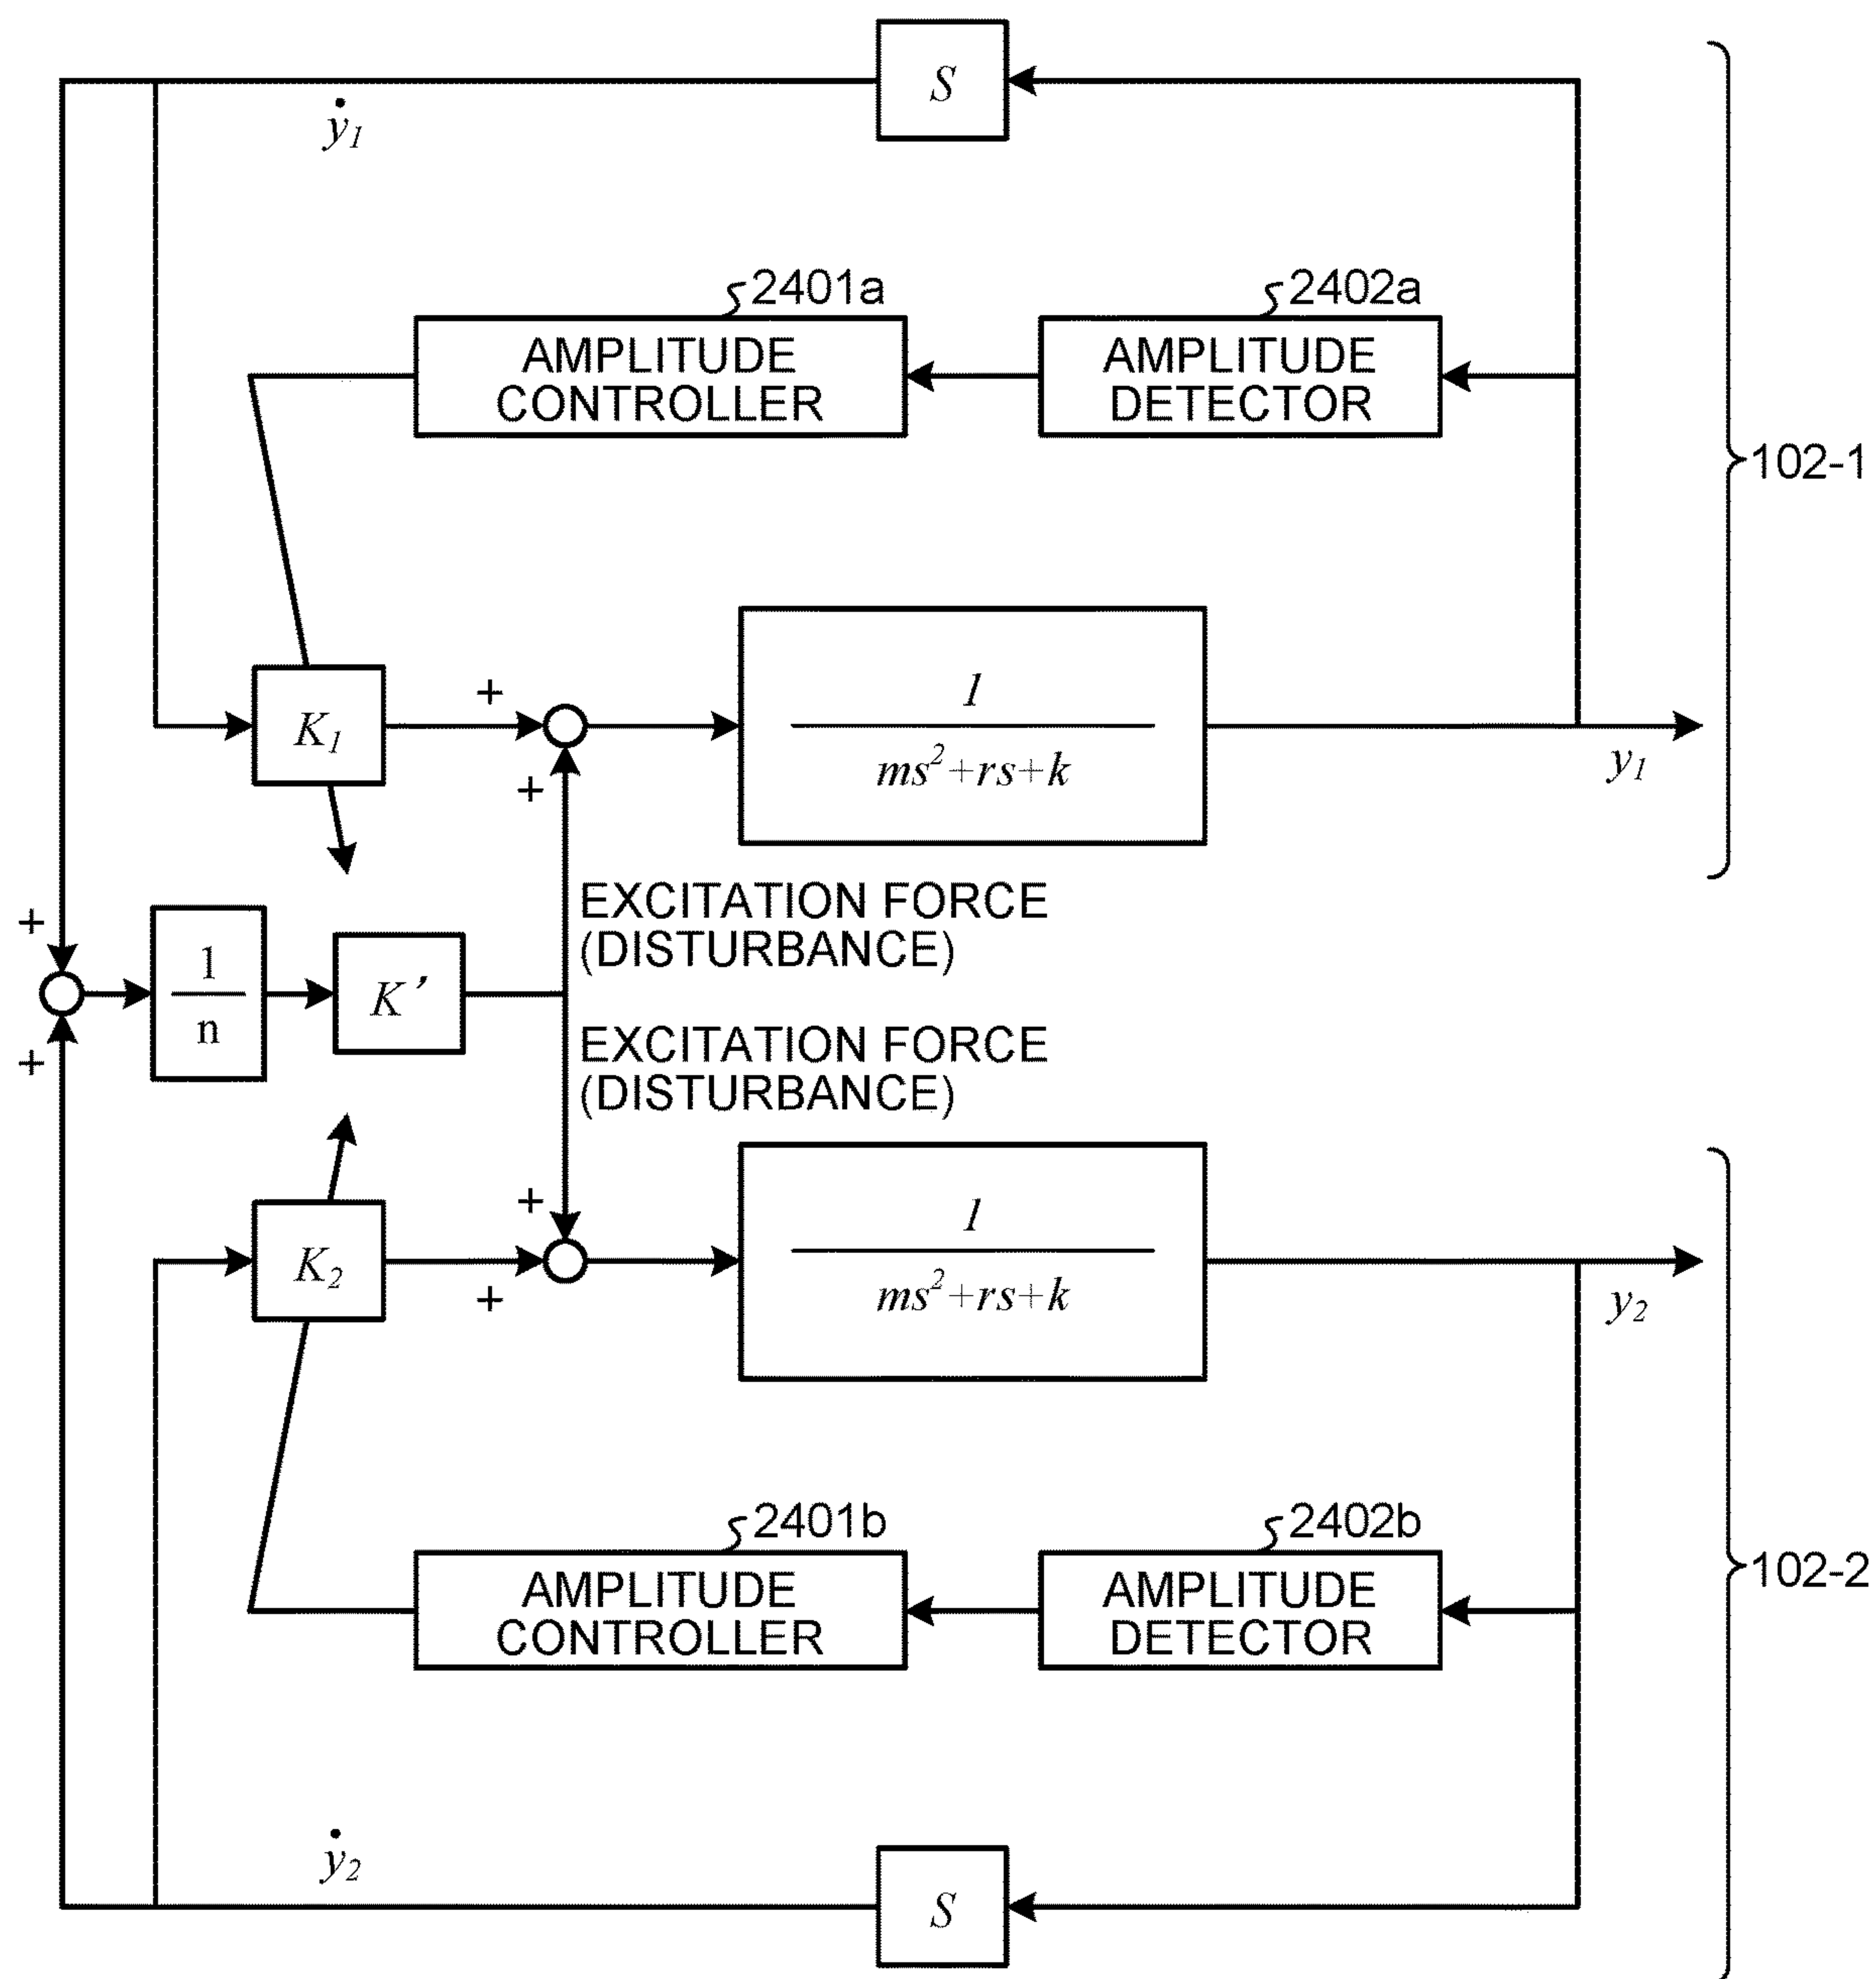 S
ẏ1
2401a
2402a
AMPLITUDE
CONTROLLER
AMPLITUDE
DETECTOR
102-1
K1
+
+
1
ms²+rs+k
y1
EXCITATION FORCE
(DISTURBANCE)
+
+
1
n
K'
EXCITATION FORCE
(DISTURBANCE)
K2
+
+
1
ms²+rs+k
y2
2401b
2402b
AMPLITUDE
CONTROLLER
AMPLITUDE
DETECTOR
102-2
ẏ2
S